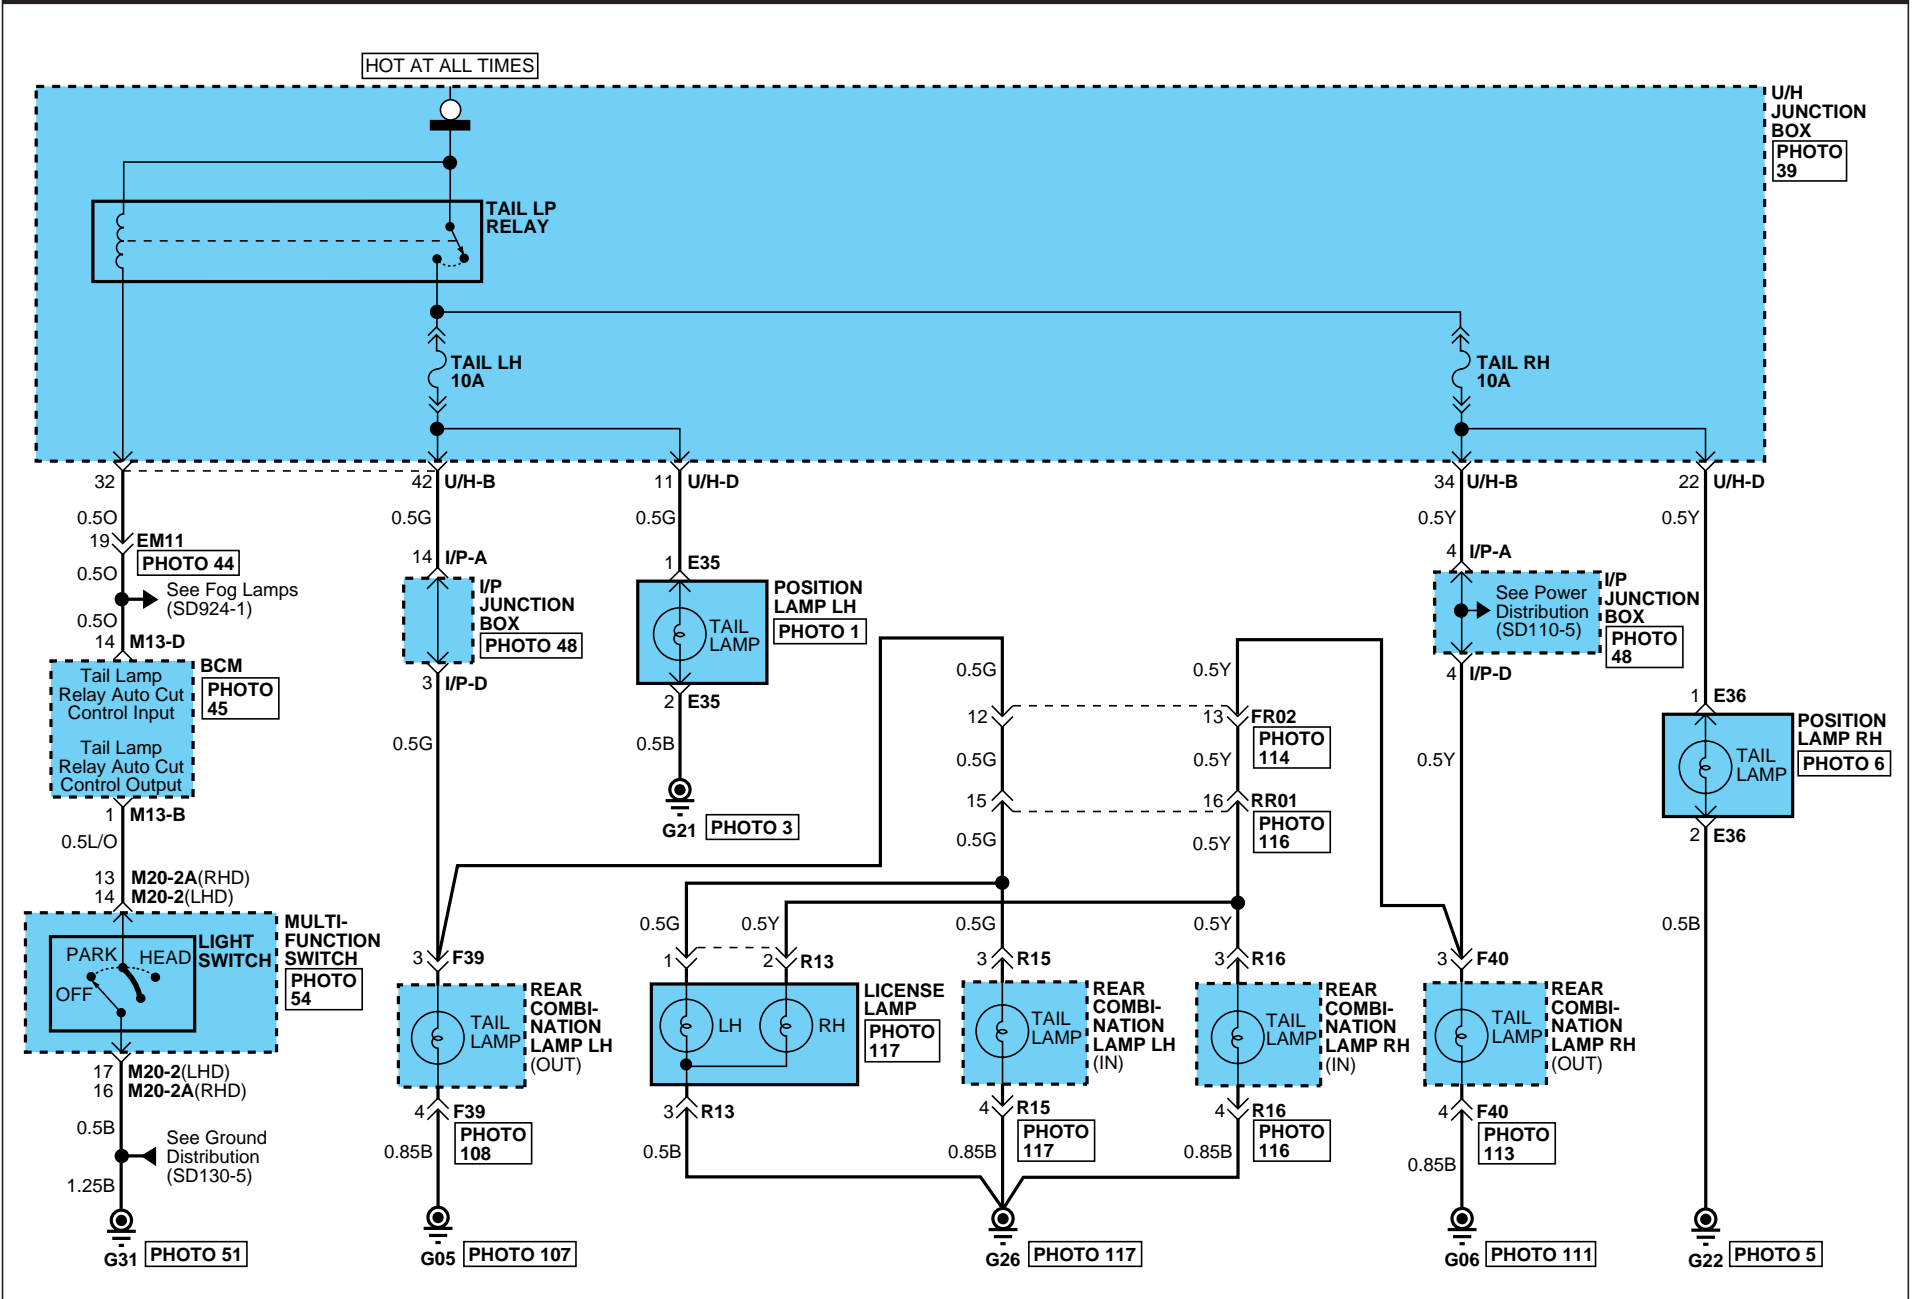 HOT AT ALL TIMES
U/H
JUNCTION
BOX
PHOTO
39
TAIL LP
RELAY
TAIL LH
10A
TAIL RH
10A
32
42 U/H-B
11 U/H-D
34 U/H-B
22 U/H-D
0.5O
0.5G
0.5G
0.5Y
0.5Y
19 EM11
PHOTO 44
0.5O
See Fog Lamps
(SD924-1)
0.5O
14 M13-D
BCM
PHOTO
45
Tail Lamp
Relay Auto Cut
Control Input
Tail Lamp
Relay Auto Cut
Control Output
1 M13-B
0.5L/O
13 M20-2A(RHD)
14 M20-2(LHD)
MULTI-
FUNCTION
SWITCH
PHOTO
54
LIGHT
SWITCH
PARK
HEAD
OFF
17 M20-2(LHD)
16 M20-2A(RHD)
0.5B
See Ground
Distribution
(SD130-5)
1.25B
G31 PHOTO 51
14 I/P-A
I/P
JUNCTION
BOX
PHOTO 48
3 I/P-D
0.5G
3 F39
REAR
COMBI-
NATION
LAMP LH
(OUT)
TAIL
LAMP
4 F39
PHOTO
108
0.85B
G05 PHOTO 107
1 E35
POSITION
LAMP LH
PHOTO 1
TAIL
LAMP
2 E35
0.5B
G21 PHOTO 3
0.5G
0.5Y
12
13 FR02
PHOTO
114
0.5G
0.5Y
15
16 RR01
PHOTO
116
0.5G
0.5Y
0.5G
0.5Y
0.5G
0.5Y
1
2 R13
LICENSE
LAMP
PHOTO
117
LH
RH
3 R13
0.5B
3 R15
REAR
COMBI-
NATION
LAMP LH
(IN)
TAIL
LAMP
4 R15
PHOTO
117
0.85B
G26 PHOTO 117
3 R16
REAR
COMBI-
NATION
LAMP RH
(IN)
TAIL
LAMP
4 R16
PHOTO
116
0.85B
4 I/P-A
I/P
JUNCTION
BOX
PHOTO
48
See Power
Distribution
(SD110-5)
4 I/P-D
0.5Y
3 F40
REAR
COMBI-
NATION
LAMP RH
(OUT)
TAIL
LAMP
4 F40
PHOTO
113
0.85B
G06 PHOTO 111
1 E36
POSITION
LAMP RH
PHOTO 6
TAIL
LAMP
2 E36
0.5B
G22 PHOTO 5